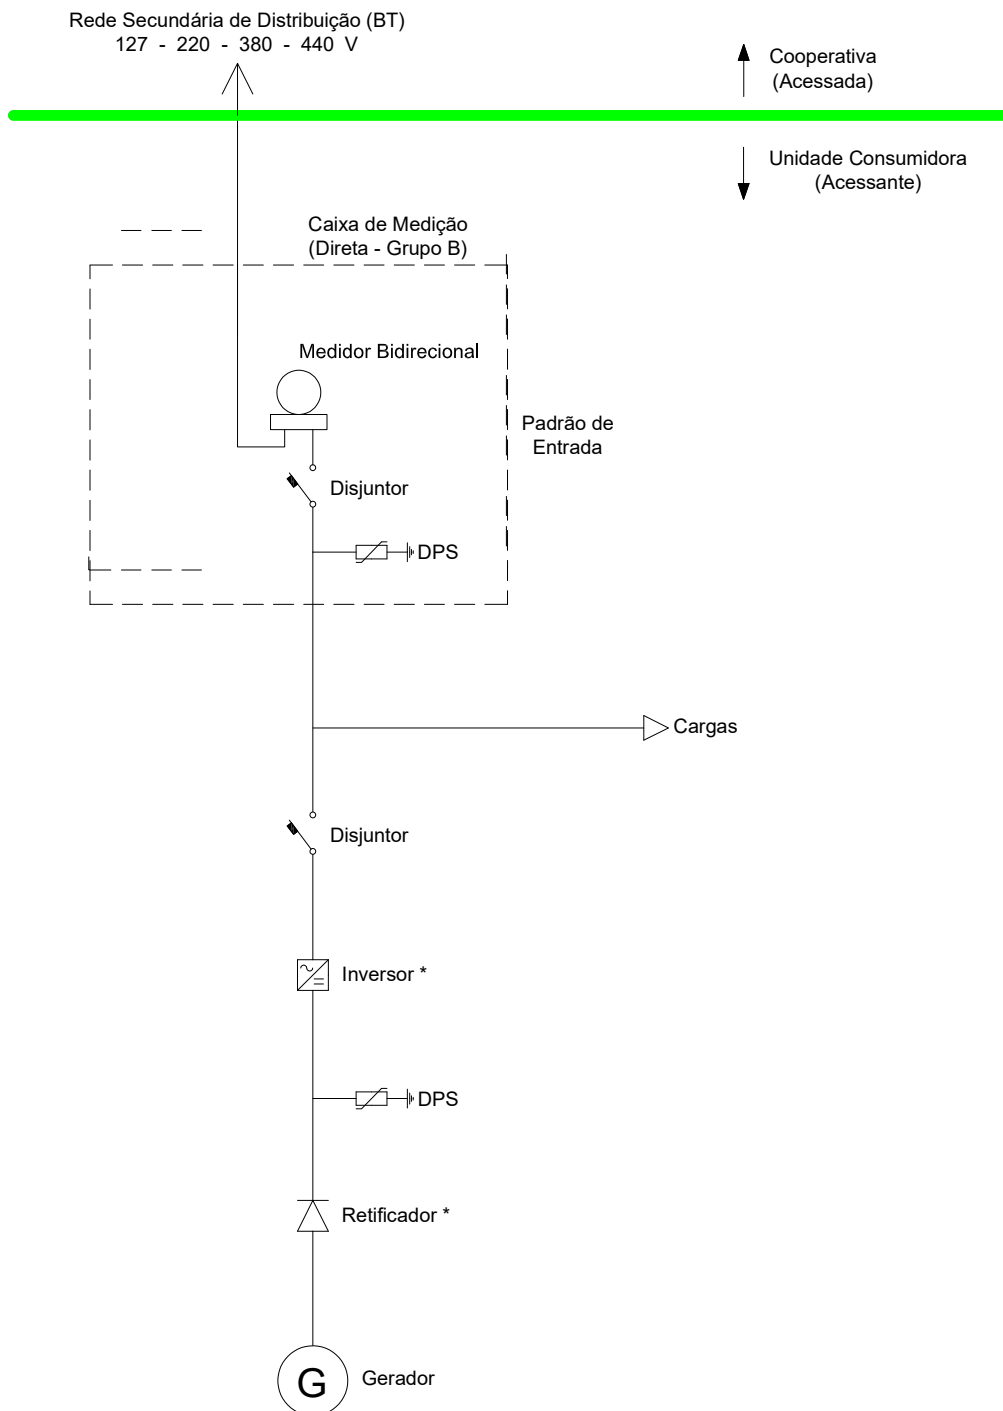 Rede Secundária de Distribuição (BT)
127 - 220 - 380 - 440 V
Cooperativa
(Acessada)
Unidade Consumidora
(Acessante)
Caixa de Medição
(Direta - Grupo B)
Medidor Bidirecional
Padrão de
Entrada
Disjuntor
DPS
Cargas
Disjuntor
Inversor *
DPS
Retificador *
G
Gerador